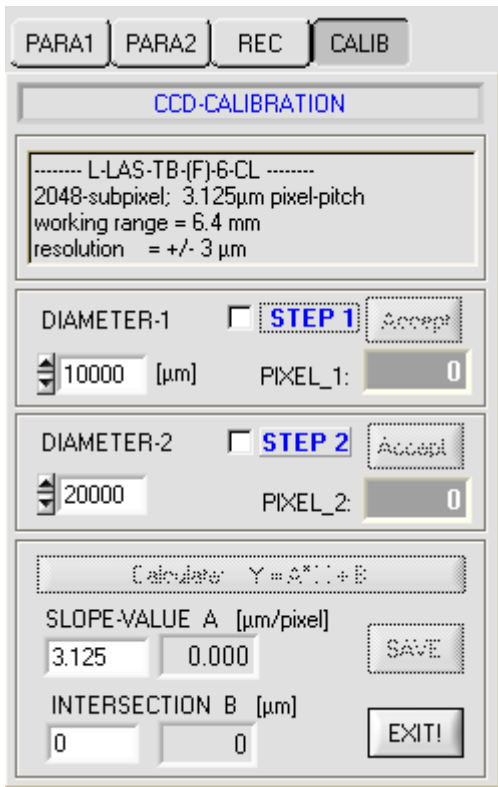 PARA1 PARA2 REC CALIB
CCD-CALIBRATION
-------- L-LAS-TB-(F)-6-CL --------
2048-subpixel; 3.125µm pixel-pitch
working range = 6.4 mm
resolution = +/- 3 µm
DIAMETER-1 STEP 1 Accept
10000 [µm] PIXEL_1: 0
DIAMETER-2 STEP 2 Accept
20000 PIXEL_2: 0
Calculate: Y = A*X + B
SLOPE-VALUE A [µm/pixel]
3.125 0.000 SAVE
INTERSECTION B [µm]
0 0 EXIT!